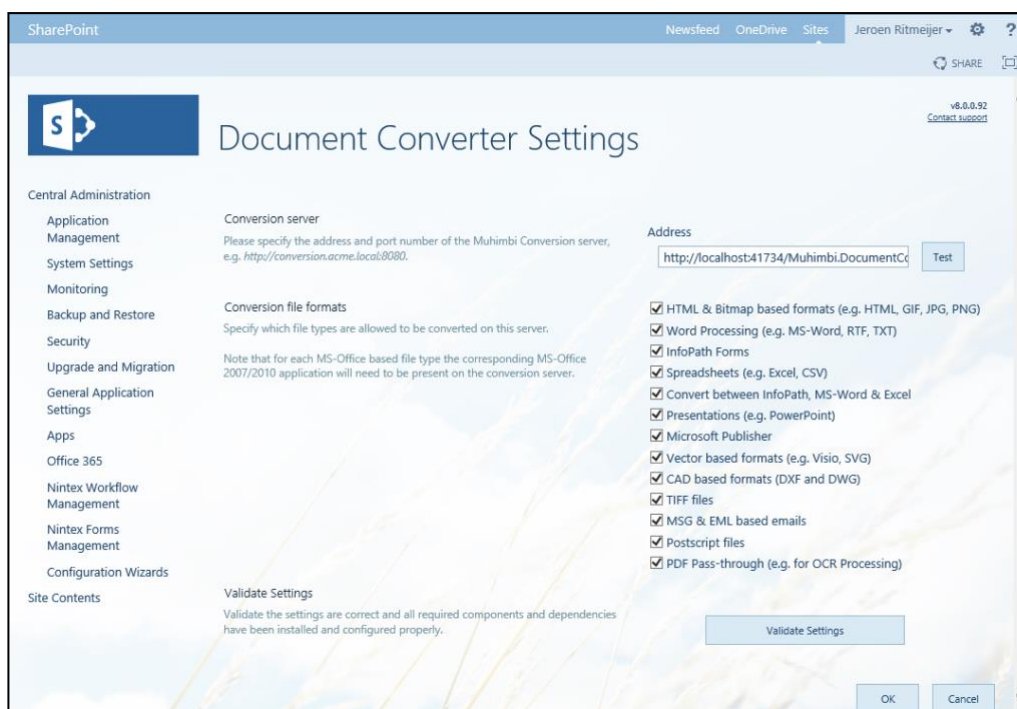 SharePoint
Newsfeed OneDrive Sites Jeroen Ritmeijer ?
SHARE
S
v8.0.0.92
Contact support
Document Converter Settings
Central Administration
Application
Management
System Settings
Monitoring
Backup and Restore
Security
Upgrade and Migration
General Application
Settings
Apps
Office 365
Nintex Workflow
Management
Nintex Forms
Management
Configuration Wizards
Site Contents
Conversion server
Please specify the address and port number of the Muhimbi Conversion server,
e.g. http://conversion.acme.local:8080.
Address
http://localhost:41734/Muhimbi.DocumentCo
Test
Conversion file formats
Specify which file types are allowed to be converted on this server.
Note that for each MS-Office based file type the corresponding MS-Office
2007/2010 application will need to be present on the conversion server.
HTML & Bitmap based formats (e.g. HTML, GIF, JPG, PNG)
Word Processing (e.g. MS-Word, RTF, TXT)
InfoPath Forms
Spreadsheets (e.g. Excel, CSV)
Convert between InfoPath, MS-Word & Excel
Presentations (e.g. PowerPoint)
Microsoft Publisher
Vector based formats (e.g. Visio, SVG)
CAD based formats (DXF and DWG)
TIFF files
MSG & EML based emails
Postscript files
PDF Pass-through (e.g. for OCR Processing)
Validate Settings
Validate the settings are correct and all required components and dependencies
have been installed and configured properly.
Validate Settings
OK Cancel